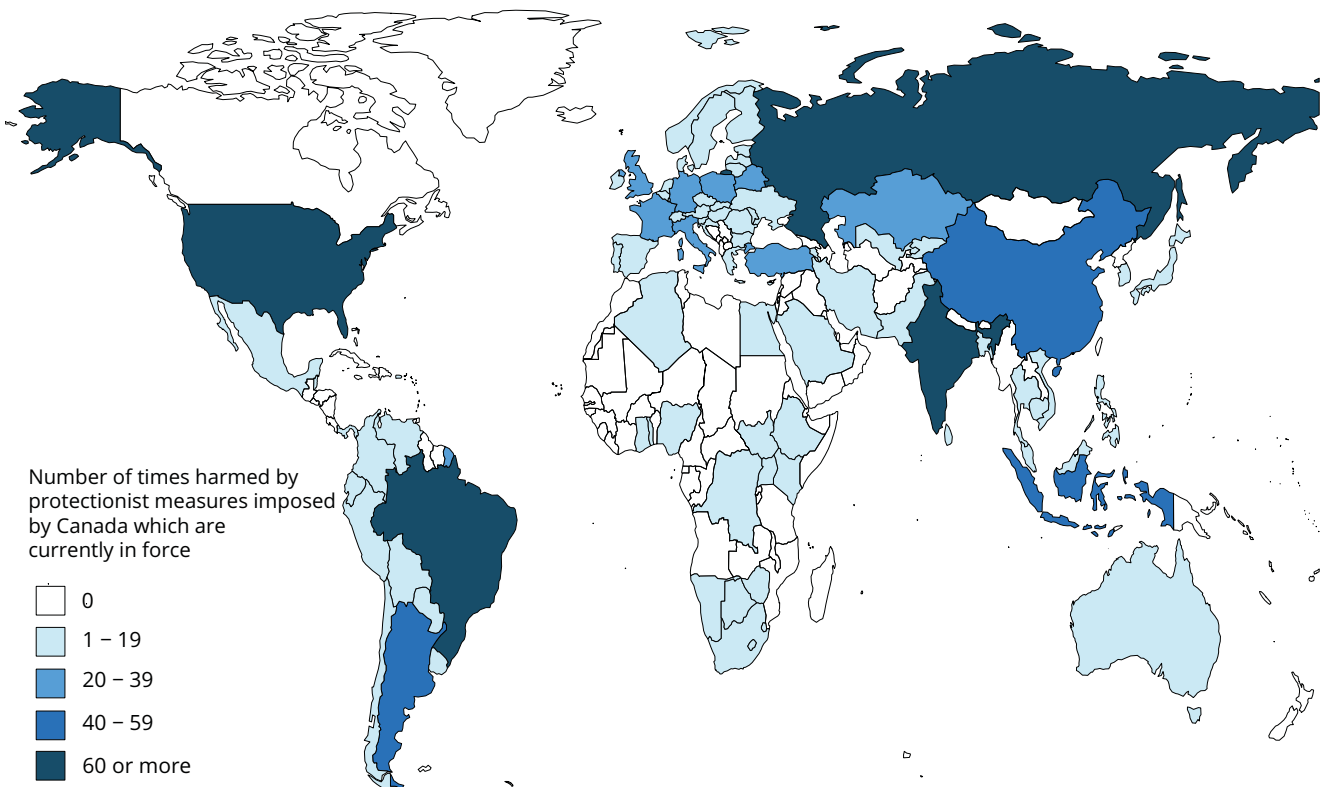 Number of times harmed by
protectionist measures imposed
by Canada which are
currently in force
0
1 – 19
20 – 39
40 – 59
60 or more